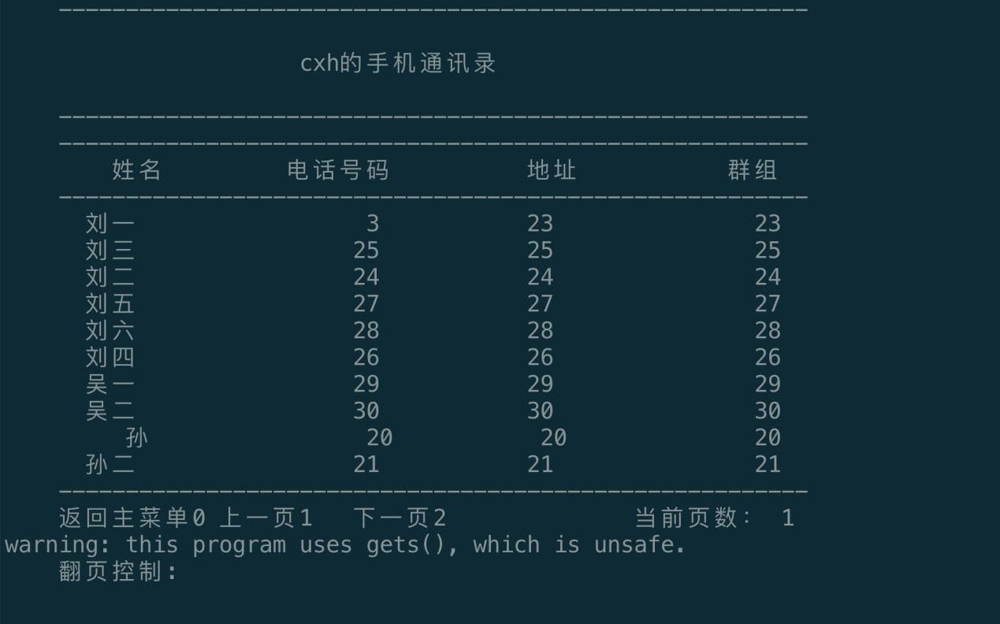 cxh的手机通讯录
姓名 电话号码 地址 群组
刘一 3 23 23
刘三 25 25 25
刘二 24 24 24
刘五 27 27 27
刘六 28 28 28
刘四 26 26 26
吴一 29 29 29
吴二 30 30 30
孙 20 20 20
孙二 21 21 21
返回主菜单0 上一页1 下一页2 当前页数: 1
warning: this program uses gets(), which is unsafe.
翻页控制: